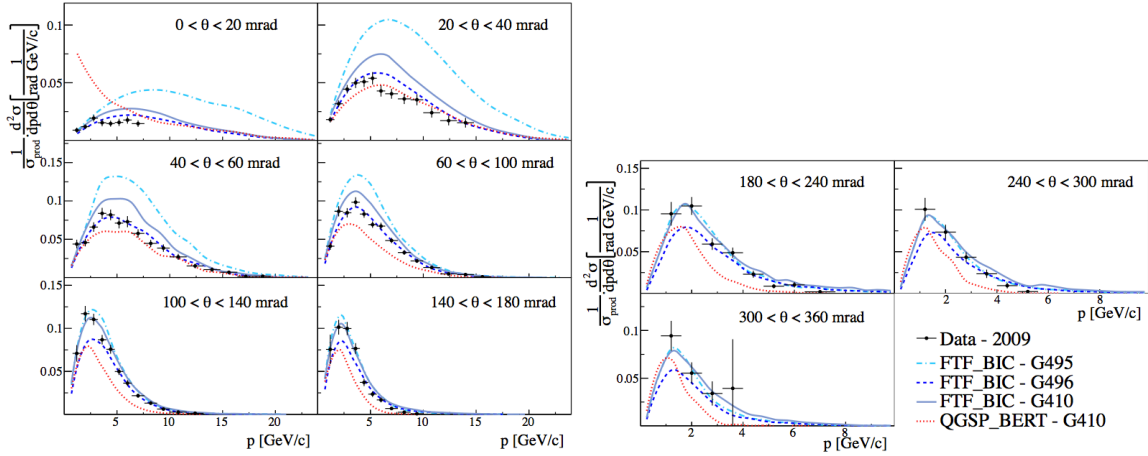 0 < θ < 20 mrad
20 < θ < 40 mrad
1/σprod d²σ/dpdθ [1/rad GeV/c]
0.1
0.05
40 < θ < 60 mrad
60 < θ < 100 mrad
0.15
0.1
0.05
100 < θ < 140 mrad
140 < θ < 180 mrad
0.1
0.05
5 10 15 20
5 10 15 20
p [GeV/c]
p [GeV/c]
1/σprod d²σ/dpdθ [1/rad GeV/c]
180 < θ < 240 mrad
240 < θ < 300 mrad
0.15
0.1
0.05
2 4 6 8
p [GeV/c]
300 < θ < 360 mrad
0.1
0.05
2 4 6 8
p [GeV/c]
Data - 2009
FTF_BIC - G495
FTF_BIC - G496
FTF_BIC - G410
QGSP_BERT - G410